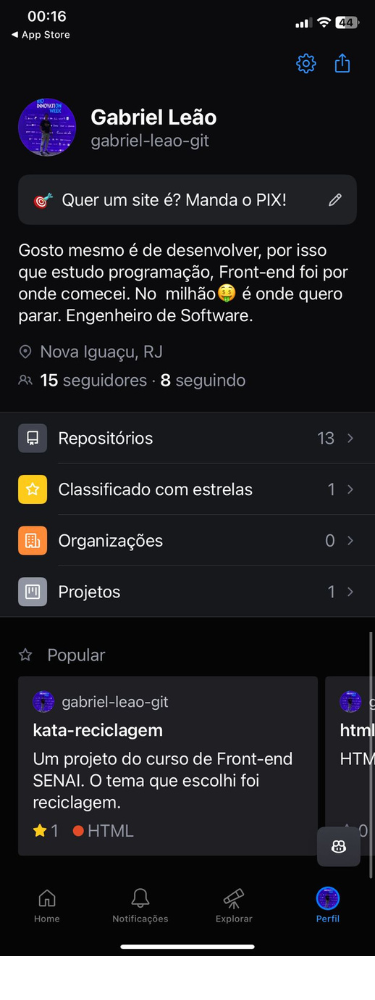 00:16
44
◀ App Store
INNOVATION
WEEK
Gabriel Leão
gabriel-leao-git
🎯 Quer um site é? Manda o PIX!
Gosto mesmo é de desenvolver, por isso
que estudo programação, Front-end foi por
onde comecei. No milhão🤑 é onde quero
parar. Engenheiro de Software.
Nova Iguaçu, RJ
15 seguidores · 8 seguindo
Repositórios 13
Classificado com estrelas 1
Organizações 0
Projetos 1
Popular
gabriel-leao-git
kata-reciclagem
Um projeto do curso de Front-end
SENAI. O tema que escolhi foi
reciclagem.
1 HTML
g
html
HTM
0
Home
Notificações
Explorar
Perfil